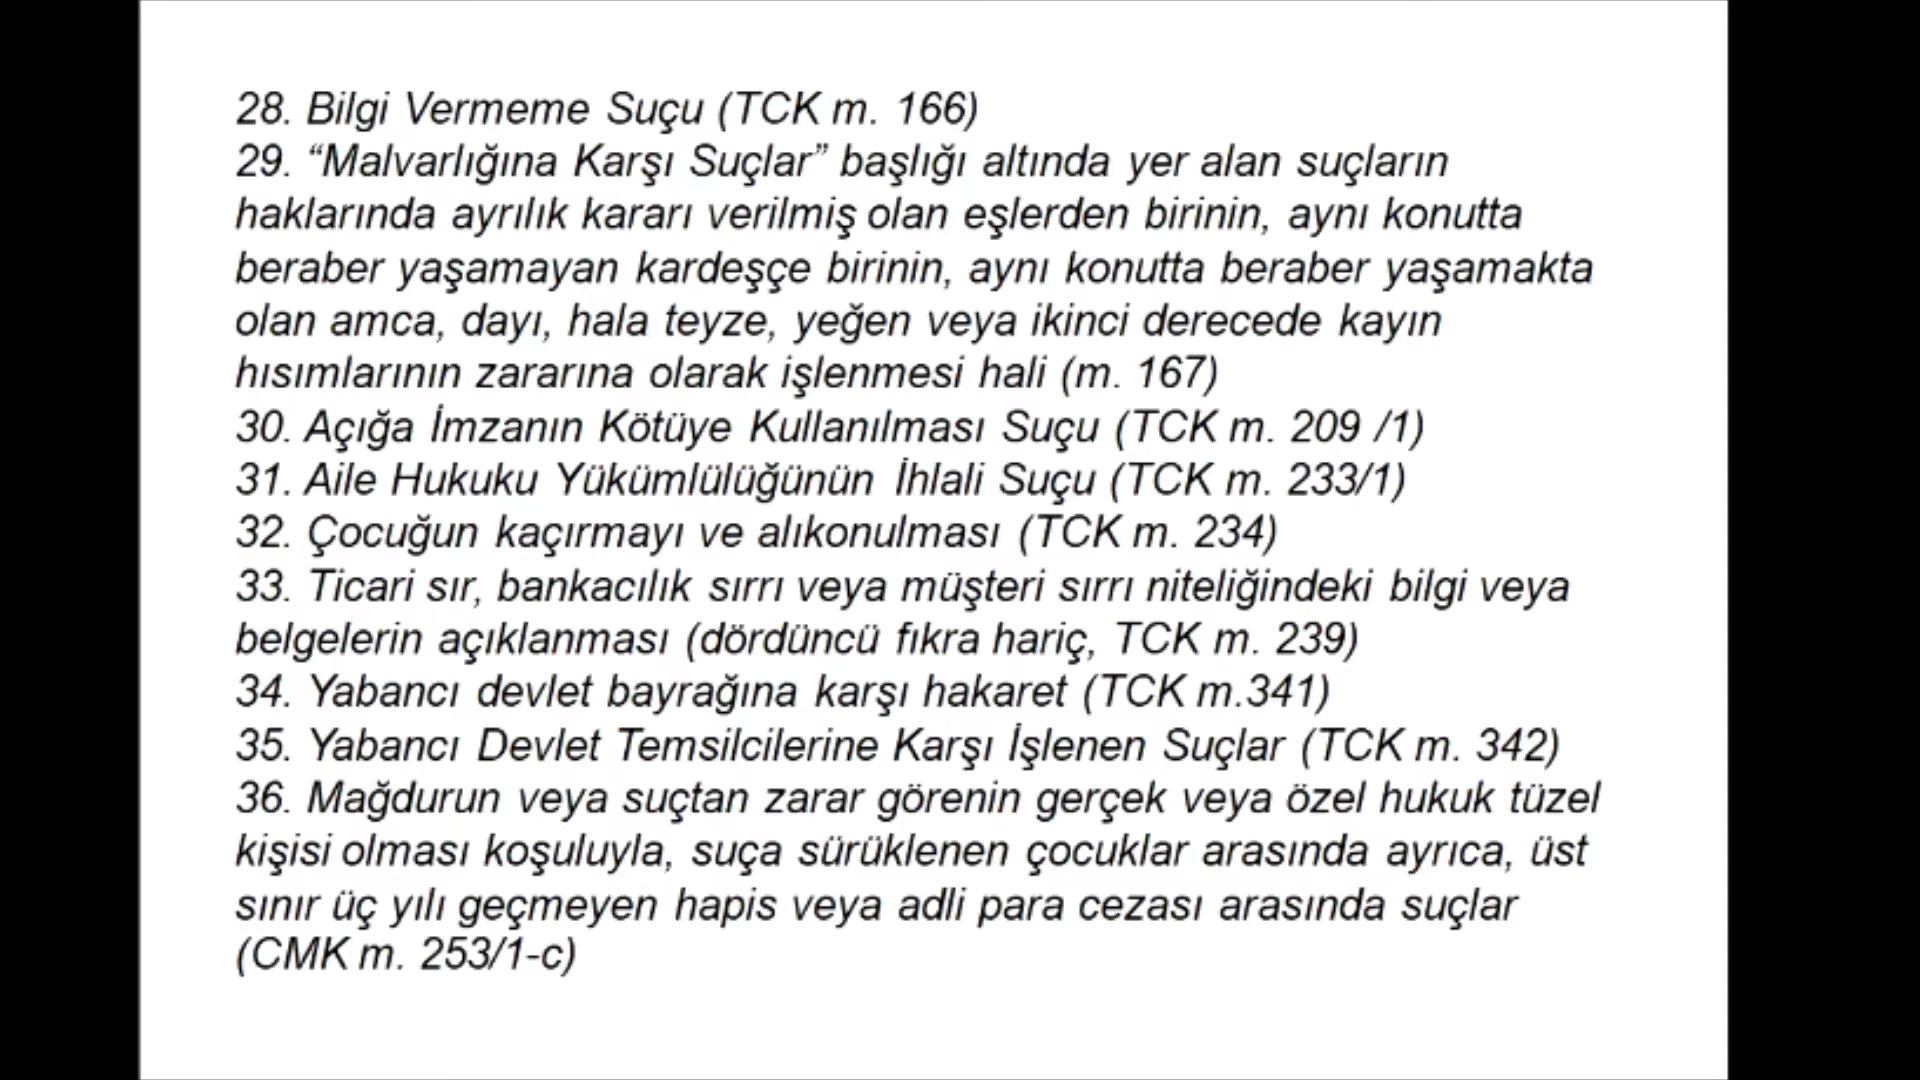 28. Bilgi Vermeme Suçu (TCK m. 166)
29. “Malvarlığına Karşı Suçlar” başlığı altında yer alan suçların
haklarında ayrılık kararı verilmiş olan eşlerden birinin, aynı konutta
beraber yaşamayan kardeşçe birinin, aynı konutta beraber yaşamakta
olan amca, dayı, hala teyze, yeğen veya ikinci derecede kayın
hısımlarının zararına olarak işlenmesi hali (m. 167)
30. Açığa İmzanın Kötüye Kullanılması Suçu (TCK m. 209 /1)
31. Aile Hukuku Yükümlülüğünün İhlali Suçu (TCK m. 233/1)
32. Çocuğun kaçırmayı ve alıkonulması (TCK m. 234)
33. Ticari sır, bankacılık sırrı veya müşteri sırrı niteliğindeki bilgi veya
belgelerin açıklanması (dördüncü fıkra hariç, TCK m. 239)
34. Yabancı devlet bayrağına karşı hakaret (TCK m.341)
35. Yabancı Devlet Temsilcilerine Karşı İşlenen Suçlar (TCK m. 342)
36. Mağdurun veya suçtan zarar görenin gerçek veya özel hukuk tüzel
kişisi olması koşuluyla, suça sürüklenen çocuklar arasında ayrıca, üst
sınır üç yılı geçmeyen hapis veya adli para cezası arasında suçlar
(CMK m. 253/1-c)